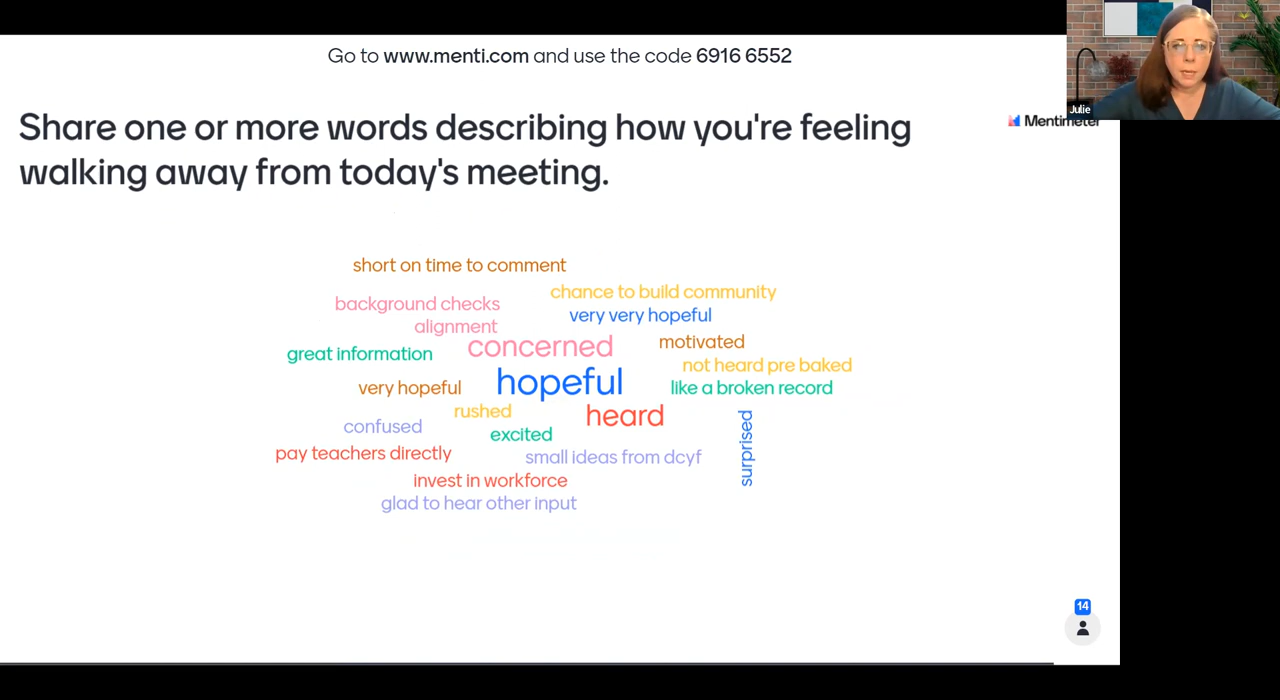 Go to www.menti.com and use the code 6916 6552
Julie
Mentimeter
Share one or more words describing how you're feeling
walking away from today's meeting.
short on time to comment
chance to build community
background checks
very very hopeful
alignment
motivated
concerned
great information
not heard pre baked
hopeful
very hopeful
like a broken record
rushed
heard
confused
excited
surprised
pay teachers directly
small ideas from dcyf
invest in workforce
glad to hear other input
14